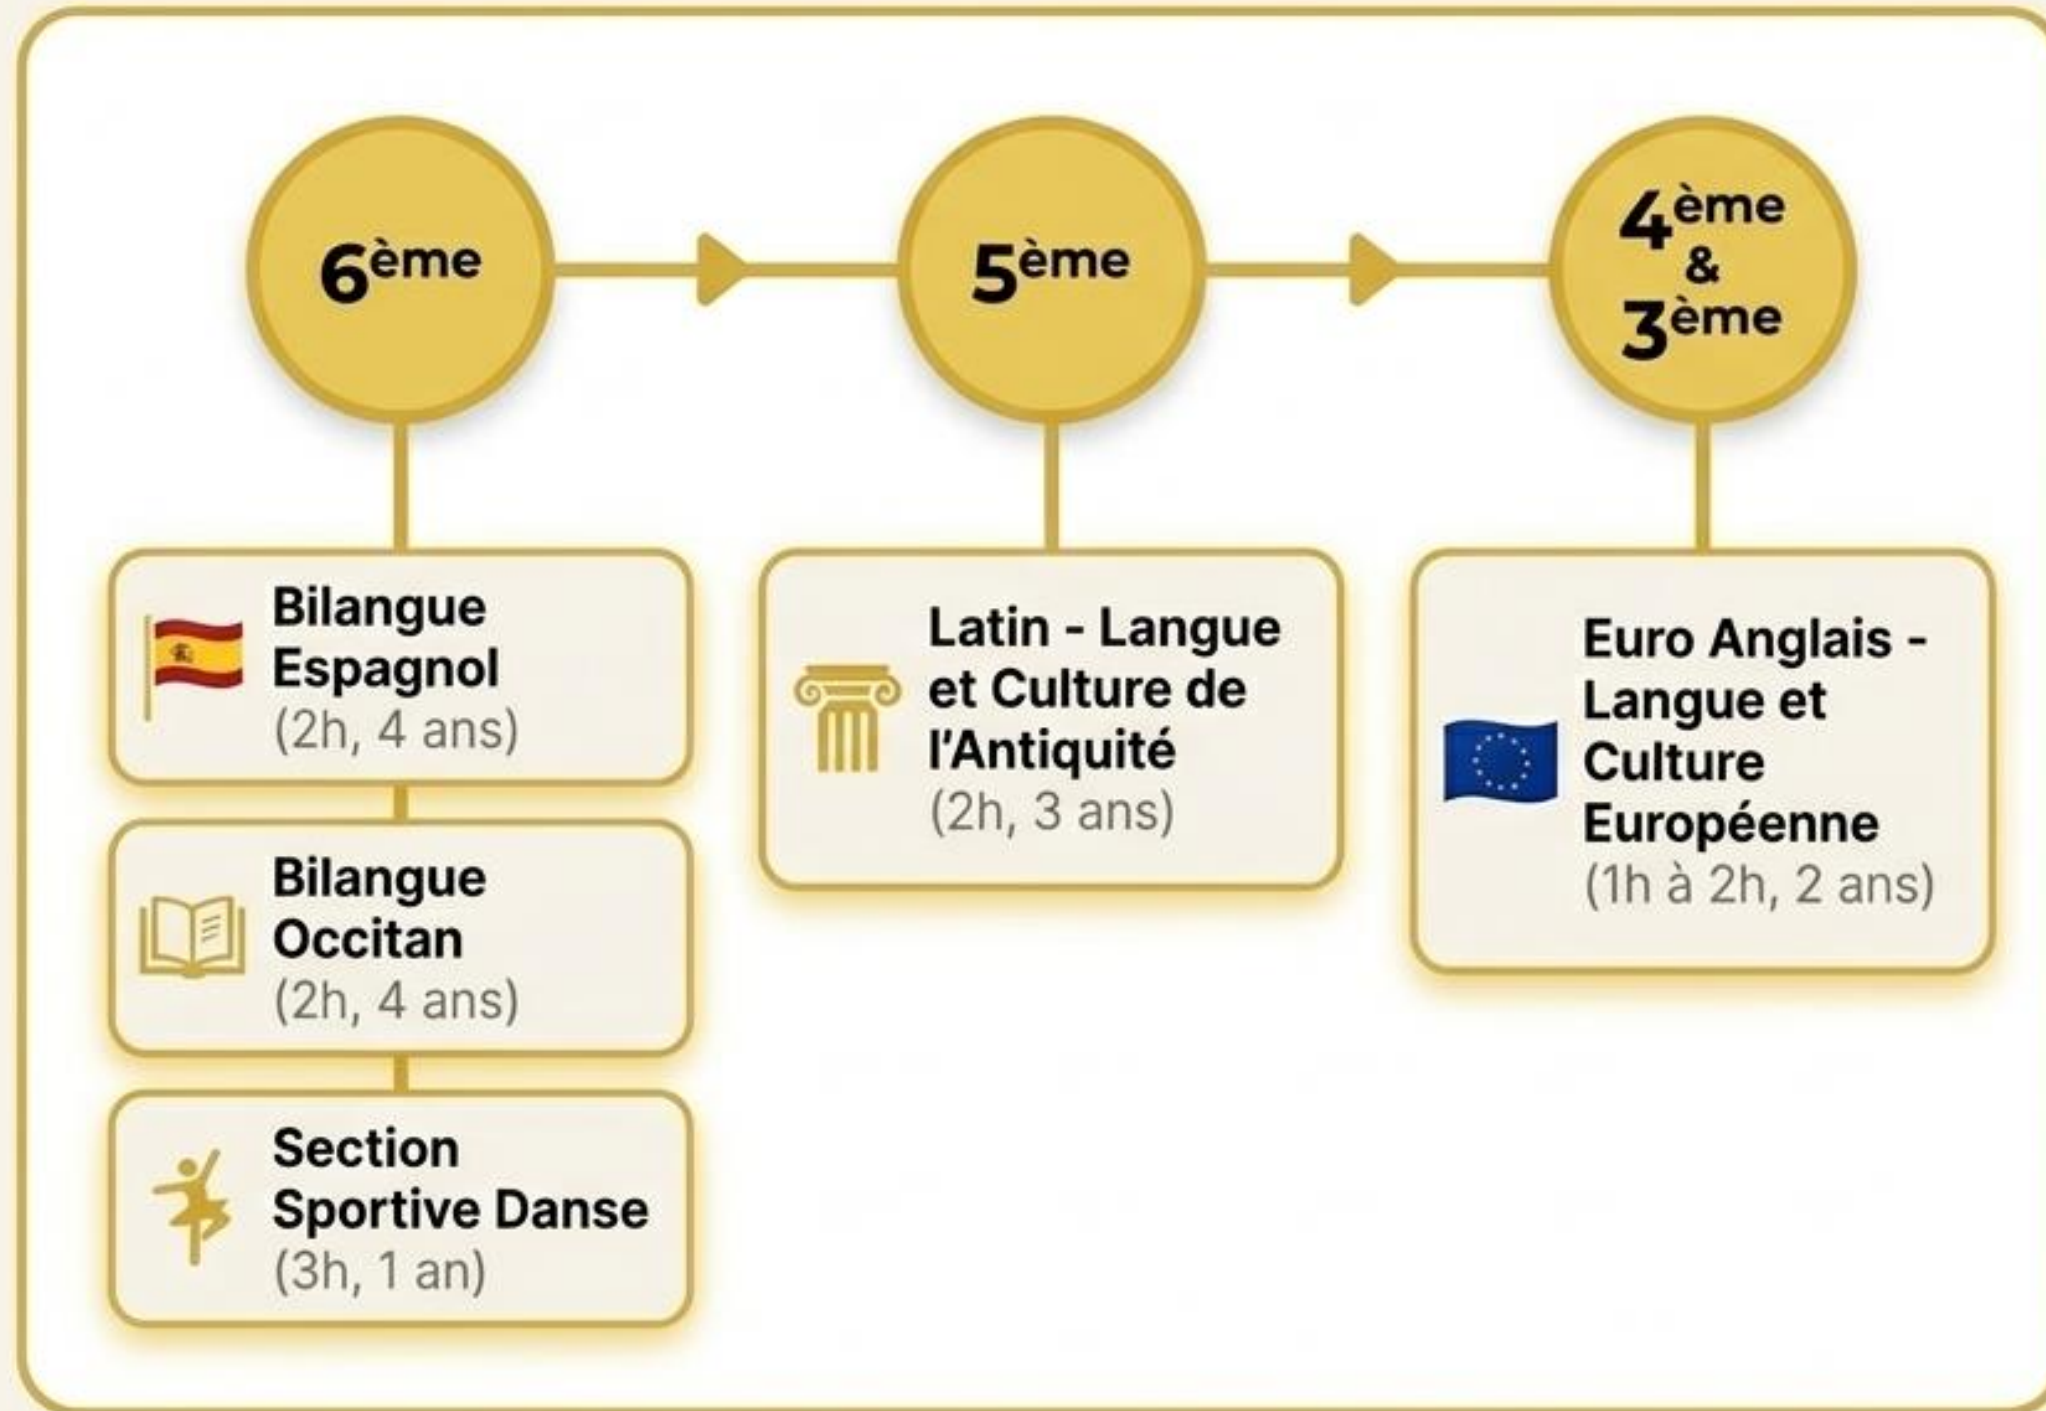 6ème
5ème
4ème
&
3ème
Bilangue
Espagnol
(2h, 4 ans)
Bilangue
Occitan
(2h, 4 ans)
Section
Sportive Danse
(3h, 1 an)
Latin - Langue
et Culture de
l'Antiquité
(2h, 3 ans)
Euro Anglais -
Langue et
Culture
Européenne
(1h à 2h, 2 ans)